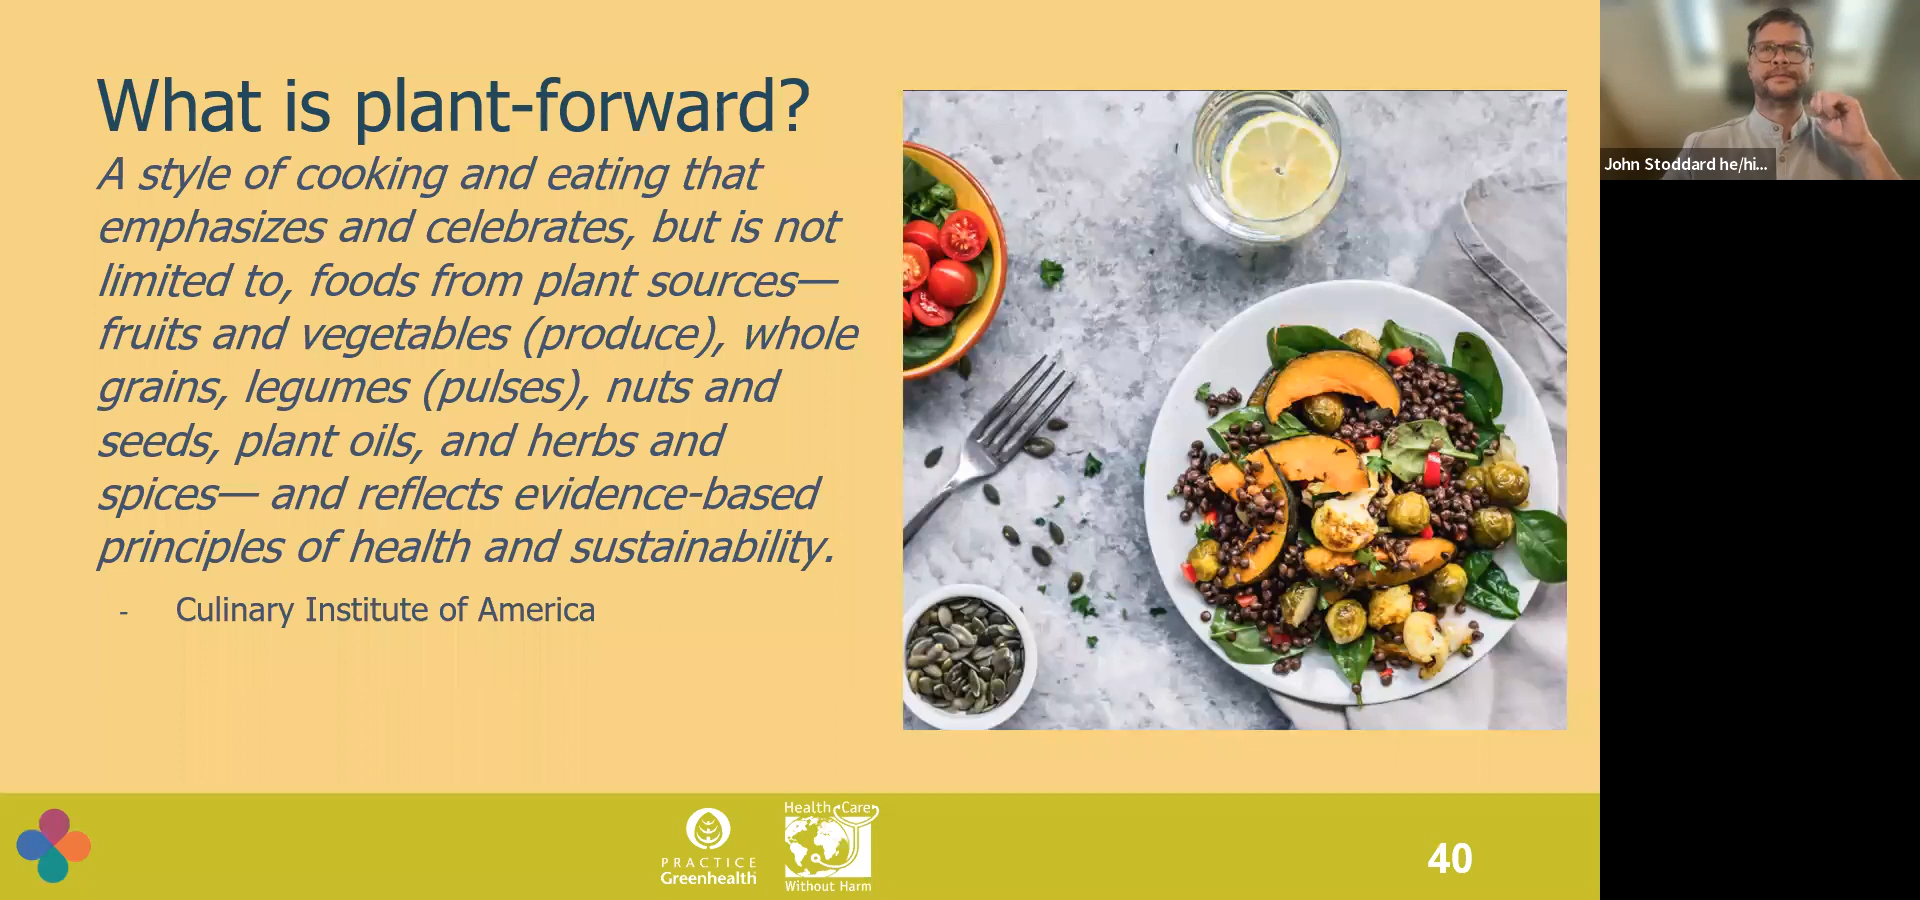 What is plant-forward?
A style of cooking and eating that
emphasizes and celebrates, but is not
limited to, foods from plant sources—
fruits and vegetables (produce), whole
grains, legumes (pulses), nuts and
seeds, plant oils, and herbs and
spices— and reflects evidence-based
principles of health and sustainability.
- Culinary Institute of America
John Stoddard he/hi...
PRACTICE
Greenhealth
Health Care
Without Harm
40